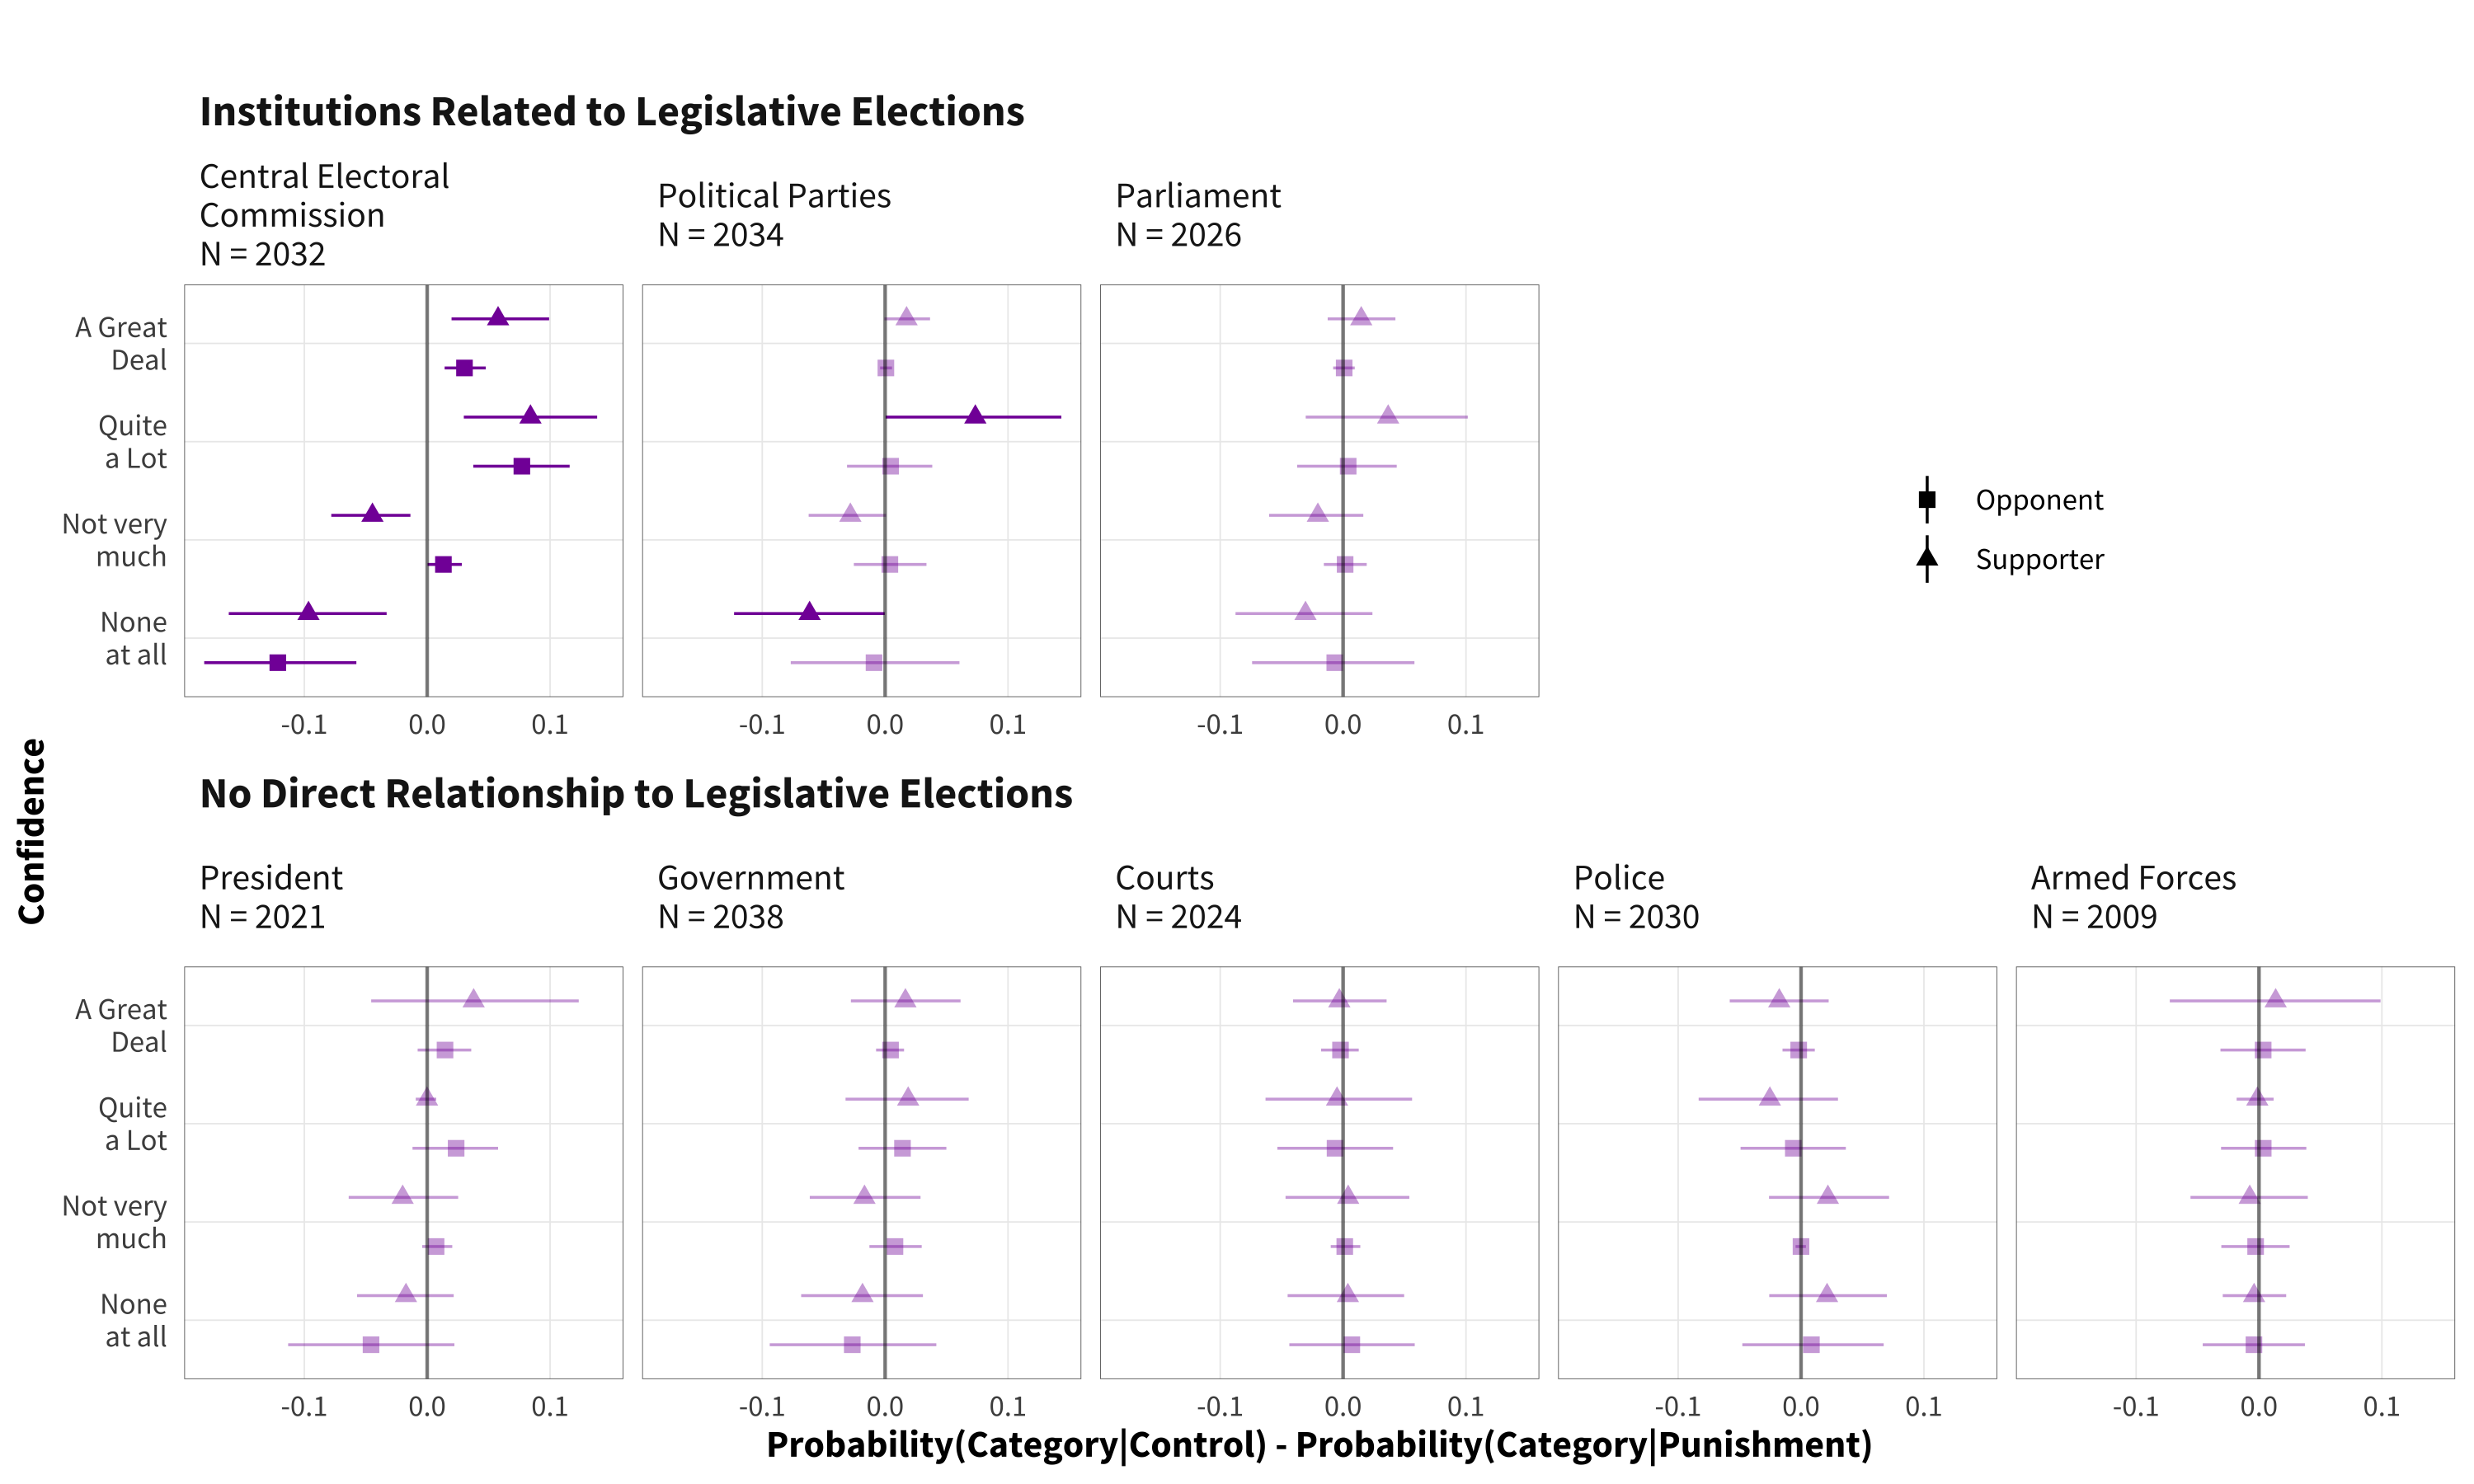 Institutions Related to Legislative Elections
Central Electoral
Commission
N = 2032
Political Parties
N = 2034
Parliament
N = 2026
A Great
Deal
Quite
a Lot
Not very
much
None
at all
-0.1 0.0 0.1
-0.1 0.0 0.1
-0.1 0.0 0.1
Opponent
Supporter
Confidence
No Direct Relationship to Legislative Elections
President
N = 2021
Government
N = 2038
Courts
N = 2024
Police
N = 2030
Armed Forces
N = 2009
A Great
Deal
Quite
a Lot
Not very
much
None
at all
-0.1 0.0 0.1
-0.1 0.0 0.1
-0.1 0.0 0.1
-0.1 0.0 0.1
-0.1 0.0 0.1
Probability(Category|Control) - Probability(Category|Punishment)